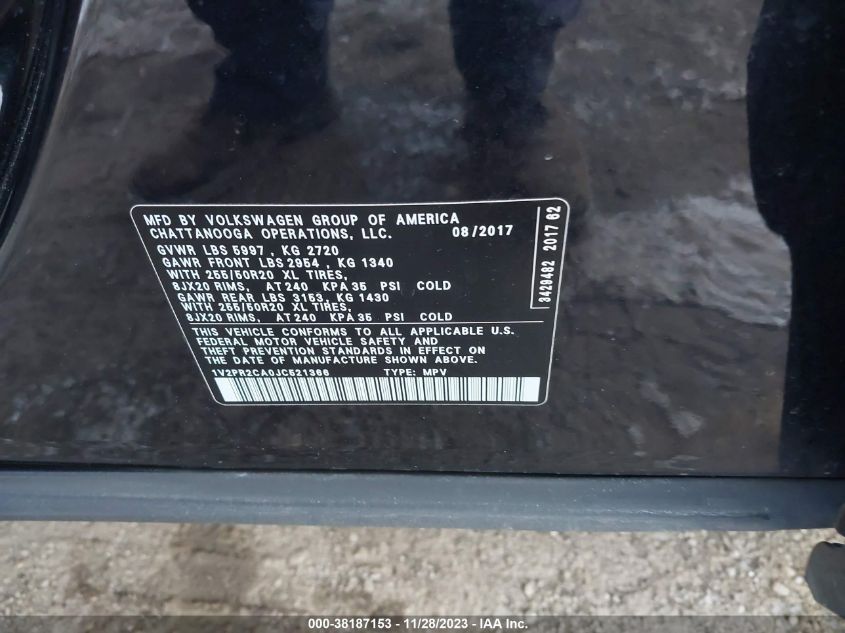 MFD BY VOLKSWAGEN GROUP OF AMERICA
CHATTANOOGA OPERATIONS, LLC. 08/2017
GVWR LBS 5997 , KG 2720
GAWR FRONT LBS 2954 , KG 1340
WITH 255/50R20 XL TIRES,
8JX20 RIMS, AT 240 KPA 35 PSI COLD
GAWR REAR LBS 3153, KG 1430
WITH 255/50R20 XL TIRES,
8JX20 RIMS, AT 240 KPA 35 PSI COLD
THIS VEHICLE CONFORMS TO ALL APPLICABLE U.S.
FEDERAL MOTOR VEHICLE SAFETY AND
THEFT PREVENTION STANDARDS IN EFFECT ON
THE DATE OF MANUFACTURE SHOWN ABOVE.
1V2PR2CA0JC521366 TYPE: MPV
3429482 2017 62
000-38187153 - 11/28/2023 - IAA Inc.